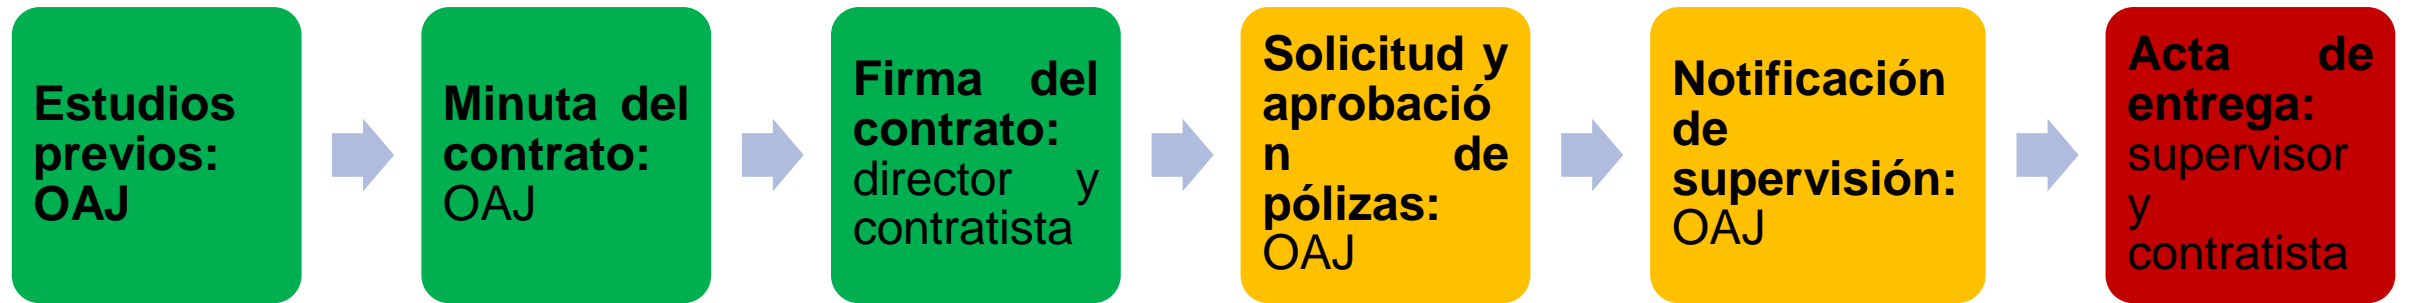 Estudios
previos:
OAJ
Minuta del
contrato:
OAJ
Firma del
contrato:
director y
contratista
Solicitud y
aprobació
n de
pólizas:
OAJ
Notificación
de
supervisión:
OAJ
Acta de
entrega:
supervisor
y
contratista